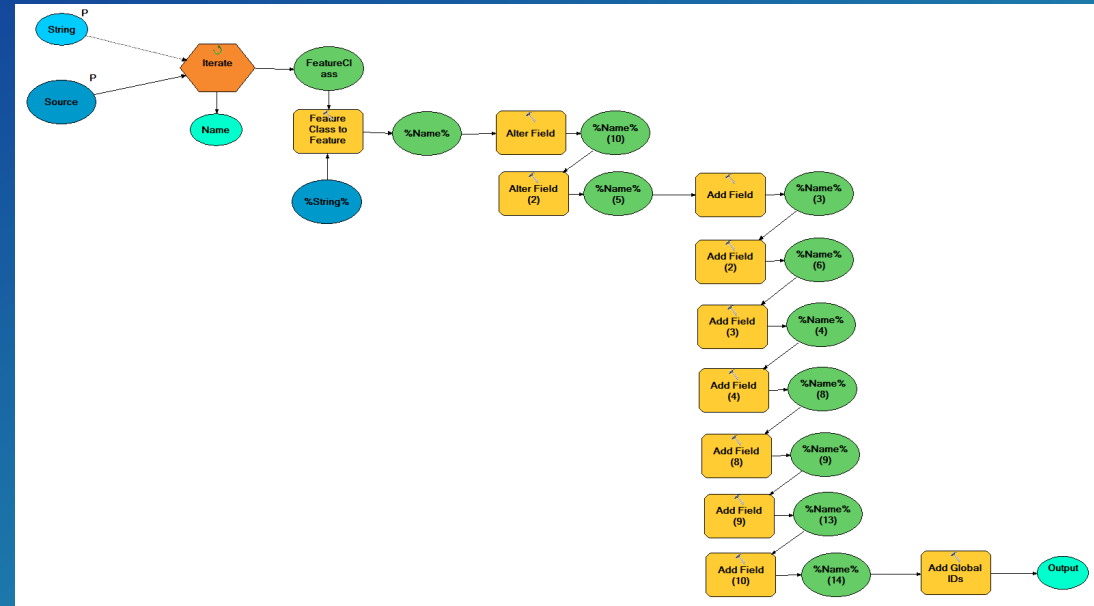 P
String
P
Source
Iterate
Name
FeatureCl
ass
Feature
Class to
Feature
%String%
%Name%
Alter Field
%Name%
(10)
Alter Field
(2)
%Name%
(5)
Add Field
%Name%
(3)
Add Field
(2)
%Name%
(6)
Add Field
(3)
%Name%
(4)
Add Field
(4)
%Name%
(8)
Add Field
(8)
%Name%
(9)
Add Field
(9)
%Name%
(13)
Add Field
(10)
%Name%
(14)
Add Global
IDs
Output